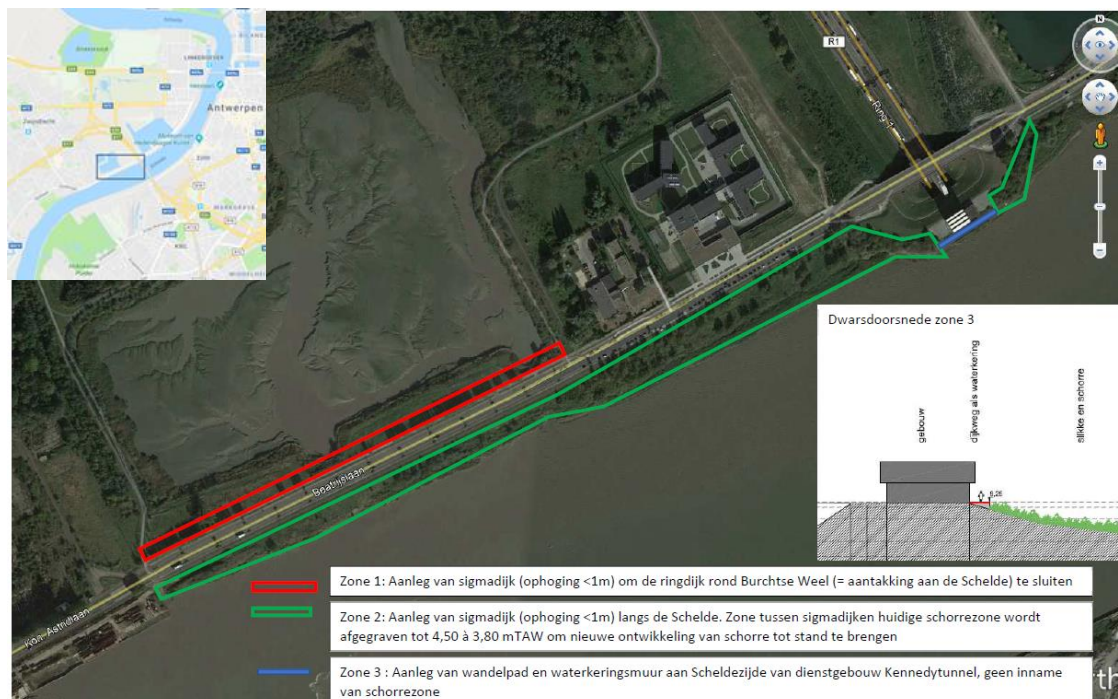 Antwerpen
LINKEROEVER
Zwijndrecht
KIEL
R1
Ring 1
N
Beatrijslaan
Kon. Astridlaan
Dwarsdoorsnede zone 3
gebouw
dijkweg als waterkering
slikke en schorre
Zone 1: Aanleg van sigmadijk (ophoging <1m) om de ringdijk rond Burchtse Weel (= aantakking aan de Schelde) te sluiten
Zone 2: Aanleg van sigmadijk (ophoging <1m) langs de Schelde. Zone tussen sigmadijken huidige schorrezone wordt
afgegraven tot 4,50 à 3,80 mTAW om nieuwe ontwikkeling van schorre tot stand te brengen
Zone 3 : Aanleg van wandelpad en waterkeringsmuur aan Scheldezijde van dienstgebouw Kennedytunnel, geen inname
van schorrezone